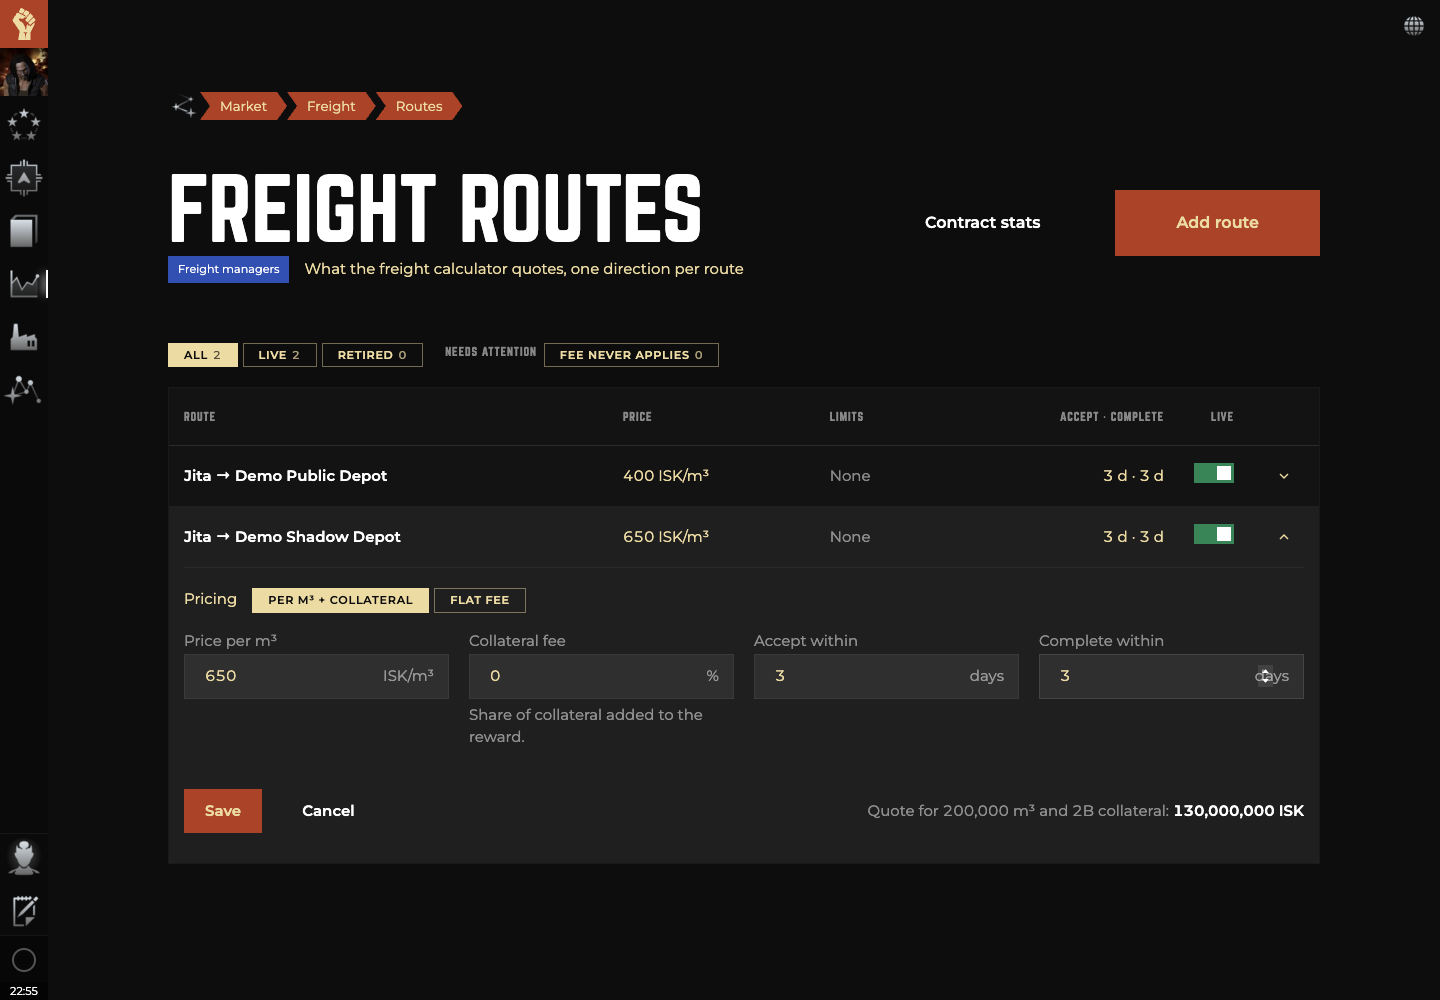 Market
Freight
Routes
FREIGHT ROUTES
Contract stats
Add route
Freight managers
What the freight calculator quotes, one direction per route
ALL 2
LIVE 2
RETIRED 0
NEEDS ATTENTION
FEE NEVER APPLIES 0
ROUTE PRICE LIMITS ACCEPT · COMPLETE LIVE
Jita → Demo Public Depot 400 ISK/m³ None 3 d · 3 d
Jita → Demo Shadow Depot 650 ISK/m³ None 3 d · 3 d
Pricing
PER M³ + COLLATERAL
FLAT FEE
Price per m³
Collateral fee
Accept within
Complete within
650 ISK/m³
0 %
3 days
3 days
Share of collateral added to the
reward.
Save
Cancel
Quote for 200,000 m³ and 2B collateral: 130,000,000 ISK
22:55